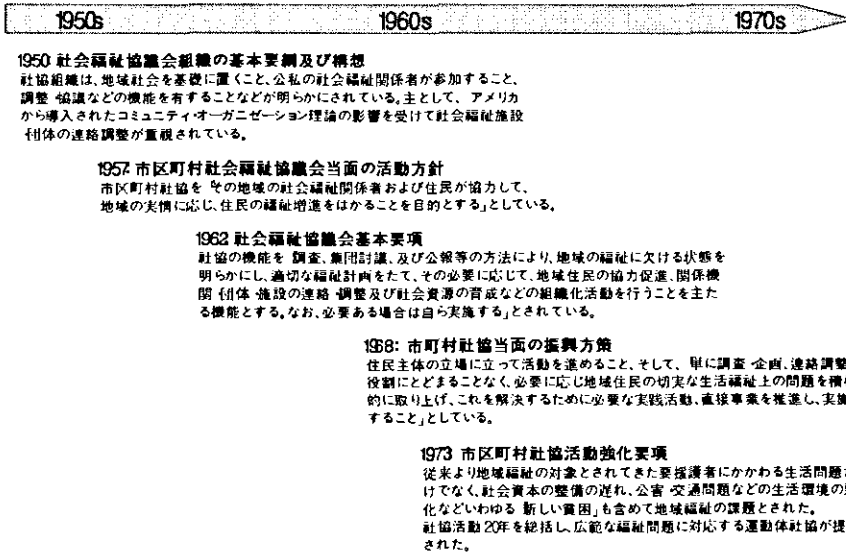 1950s 1960s 1970s
1950: 社会福祉協議会組織の基本要綱及び構想
社協組織は、地域社会を基礎に置くこと、公私の社会福祉関係者が参加すること、
調整・協議などの機能を有することなどが明らかにされている。主として、アメリカ
から導入されたコミュニティ・オーガニゼーション理論の影響を受けて社会福祉施設
・団体の連絡調整が重視されている。
1957: 市区町村社会福祉協議会当面の活動方針
市区町村社協を「その地域の社会福祉関係者および住民が協力して、
地域の実情に応じ、住民の福祉増進をはかることを目的とする」としている。
1962 社会福祉協議会基本要項
社協の機能を「調査、集団討議、及び公報等の方法により、地域の福祉に欠ける状態を
明らかにし、適切な福祉計画をたて、その必要に応じて、地域住民の協力促進、関係機
関・団体・施設の連絡・調整及び社会資源の育成などの組織化活動を行うことを主た
る機能とする。なお、必要ある場合は自ら実施する」とされている。
1968: 市町村社協当面の振興方策
住民主体の立場に立って活動を進めること、そして、「単に調査・企画、連絡調整
役割にとどまることなく、必要に応じ地域住民の切実な生活福祉上の問題を積
的に取り上げ、これを解決するために必要な実践活動、直接事業を推進し、実
すること」としている。
1973 市区町村社協活動強化要項
従来より地域福祉の対象とされてきた要援護者にかかわる生活問題
けでなく、社会資本の整備の遅れ、公害・交通問題などの生活環境の
化などいわゆる「新しい貧困」も含めて地域福祉の課題とされた。
社協活動20年を総括し、広範な福祉問題に対応する運動体社協が提
された。